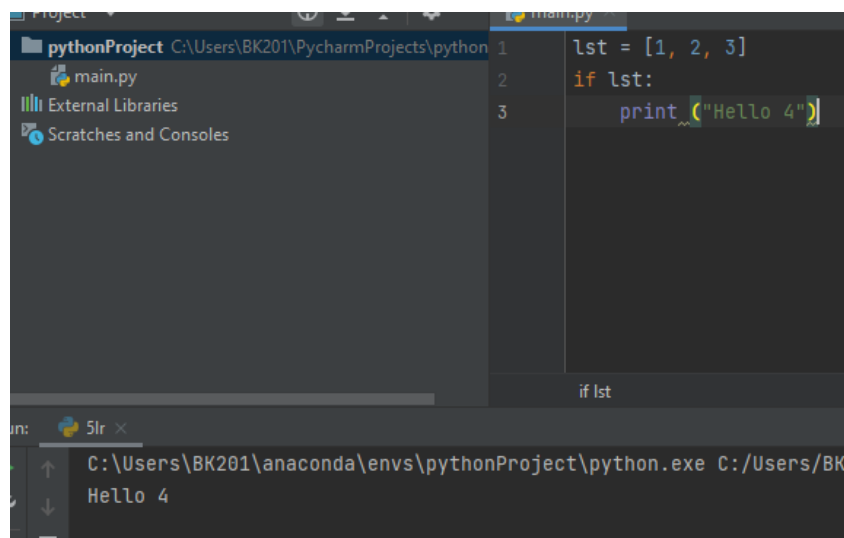 Project
main.py
pythonProject C:\Users\BK201\PycharmProjects\python
main.py
External Libraries
Scratches and Consoles
1 lst = [1, 2, 3]
2 if lst:
3 print ("Hello 4")
if lst
un: 5lr
C:\Users\BK201\anaconda\envs\pythonProject\python.exe C:/Users/BK
Hello 4